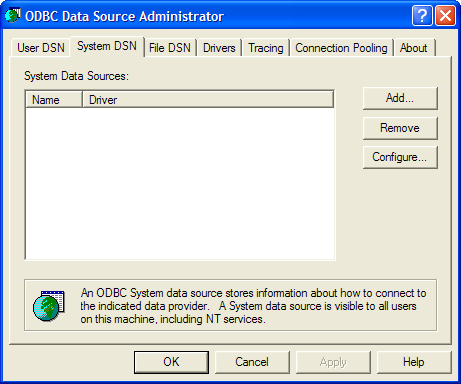 ODBC Data Source Administrator
User DSN System DSN File DSN Drivers Tracing Connection Pooling About
System Data Sources:
Name Driver
Add...
Remove
Configure...
An ODBC System data source stores information about how to connect to
the indicated data provider. A System data source is visible to all users
on this machine, including NT services.
OK Cancel Apply Help